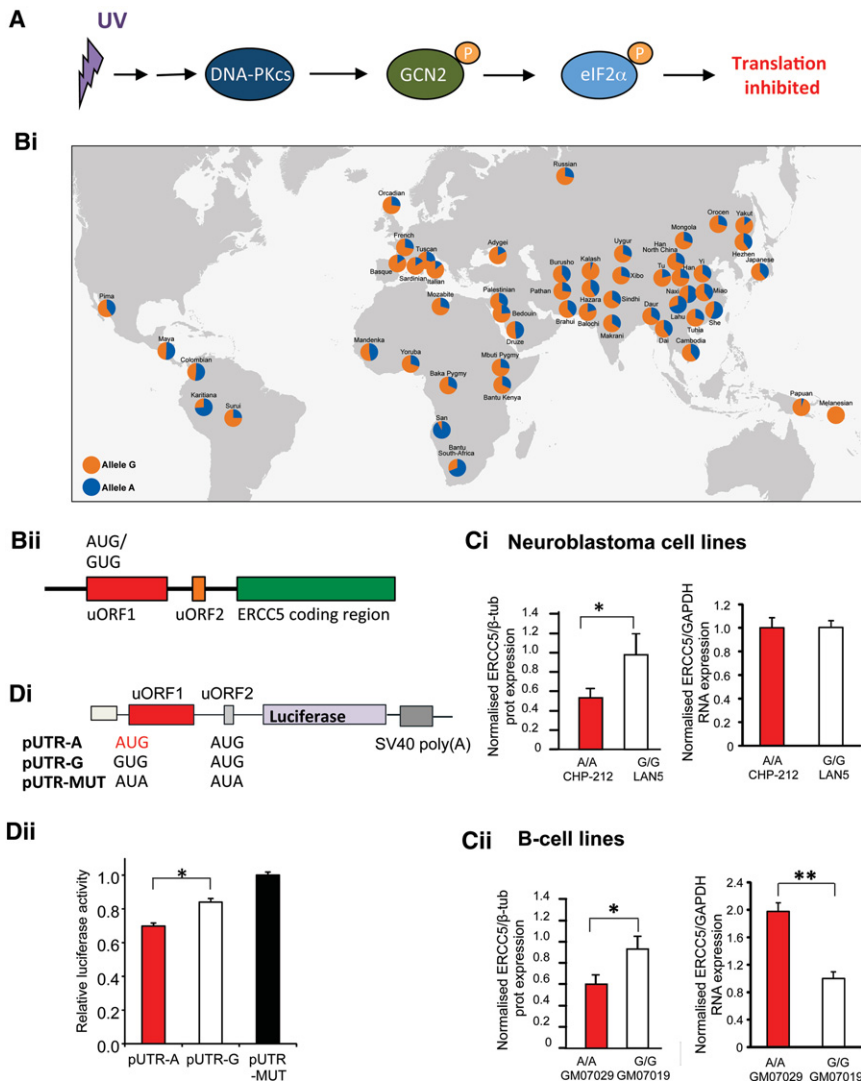 A
UV
DNA-PKcs
GCN2
P
eIF2α
P
Translation
inhibited
Bi
Russian
Orcadian
French
Tuscan
Basque
Sardinian
Italian
Adygei
Mozabite
Palestinian
Bedouin
Druze
Mandenka
Yoruba
Baka Pygmy
Mbuti Pygmy
Bantu Kenya
San
Bantu
South-Africa
Pima
Maya
Colombian
Karitiana
Surui
Burusho
Kalash
Pathan
Hazara
Brahui
Balochi
Sindhi
Makrani
Uygur
Xibo
Mongola
Orocen
Yakut
Hezhen
Japanese
Han
North China
Tu
Han
Yi
Naxi
Miao
Lahu
She
Tuhia
Daur
Dai
Cambodia
Papuan
Melanesian
Allele G
Allele A
Bii
AUG/
GUG
uORF1
uORF2
ERCC5 coding region
Ci Neuroblastoma cell lines
Normalised ERCC5/β-tub
prot expression
1.4
1.2
1.0
0.8
0.6
0.4
0.2
0
*
A/A
CHP-212
G/G
LAN5
Normalised ERCC5/GAPDH
RNA expression
1.4
1.2
1.0
0.8
0.6
0.4
0.2
0
A/A
CHP-212
G/G
LAN5
Di
uORF1
uORF2
Luciferase
SV40 poly(A)
pUTR-A AUG AUG
pUTR-G GUG AUG
pUTR-MUT AUA AUA
Dii
Relative luciferase activity
1.0
0.8
0.6
0.4
0.2
0.0
*
pUTR-A
pUTR-G
pUTR
-MUT
Cii B-cell lines
Normalised ERCC5/β-tub
prot expression
1.4
1.2
1.0
0.8
0.6
0.4
0.2
0
*
A/A
GM07029
G/G
GM07019
Normalised ERCC5/GAPDH
RNA expression
2.4
2.0
1.6
1.2
0.8
0.4
0
**
A/A
GM07029
G/G
GM07019